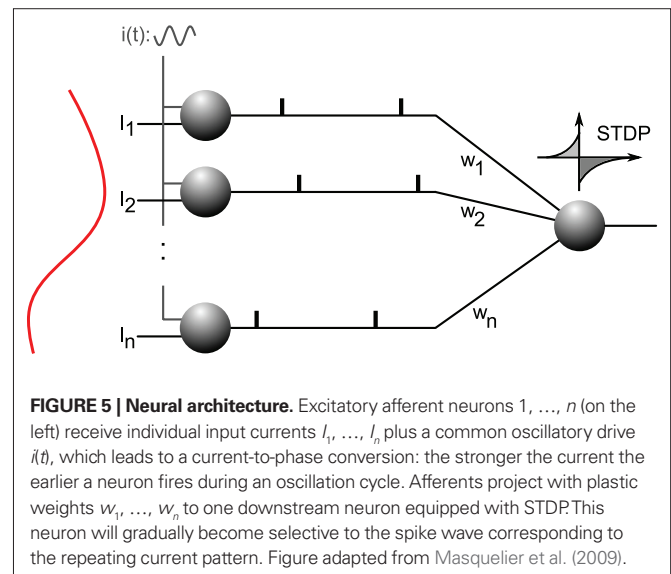 i(t):
I1
I2
⋮
In
w1
w2
wn
STDP
FIGURE 5 | Neural architecture. Excitatory afferent neurons 1, …, n (on the
left) receive individual input currents I1, …, In plus a common oscillatory drive
i(t), which leads to a current-to-phase conversion: the stronger the current the
earlier a neuron fires during an oscillation cycle. Afferents project with plastic
weights w1, …, wn to one downstream neuron equipped with STDP. This
neuron will gradually become selective to the spike wave corresponding to
the repeating current pattern. Figure adapted from Masquelier et al. (2009).